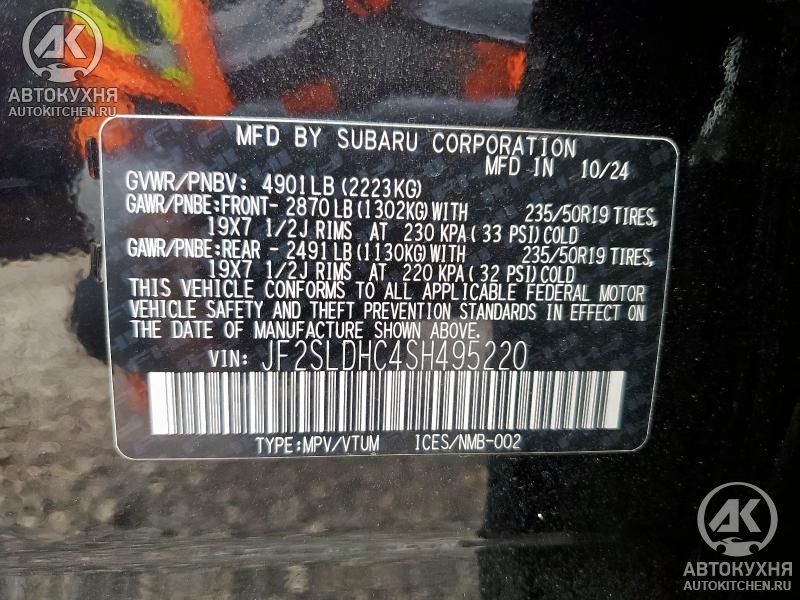 AK
АВТОКУХНЯ
AUTOKITCHEN.RU
MFD BY SUBARU CORPORATION
MFD IN 10/24
GVWR/PNBV: 4901LB(2223KG)
GAWR/PNBE:FRONT- 2870LB(1302KG)WITH 235/50R19 TIRES,
19X7 1/2J RIMS AT 230 KPA(33 PSI)COLD
GAWR/PNBE:REAR - 2491LB(1130KG)WITH 235/50R19 TIRES,
19X7 1/2J RIMS AT 220 KPA(32 PSI)COLD
THIS VEHICLE CONFORMS TO ALL APPLICABLE FEDERAL MOTOR
VEHICLE SAFETY AND THEFT PREVENTION STANDARDS IN EFFECT ON
THE DATE OF MANUFACTURE SHOWN ABOVE.
VIN: JF2SLDHC4SH495220
TYPE:MPV/VTUM ICES/NMB-002
AK
АВТОКУХНЯ
AUTOKITCHEN.RU